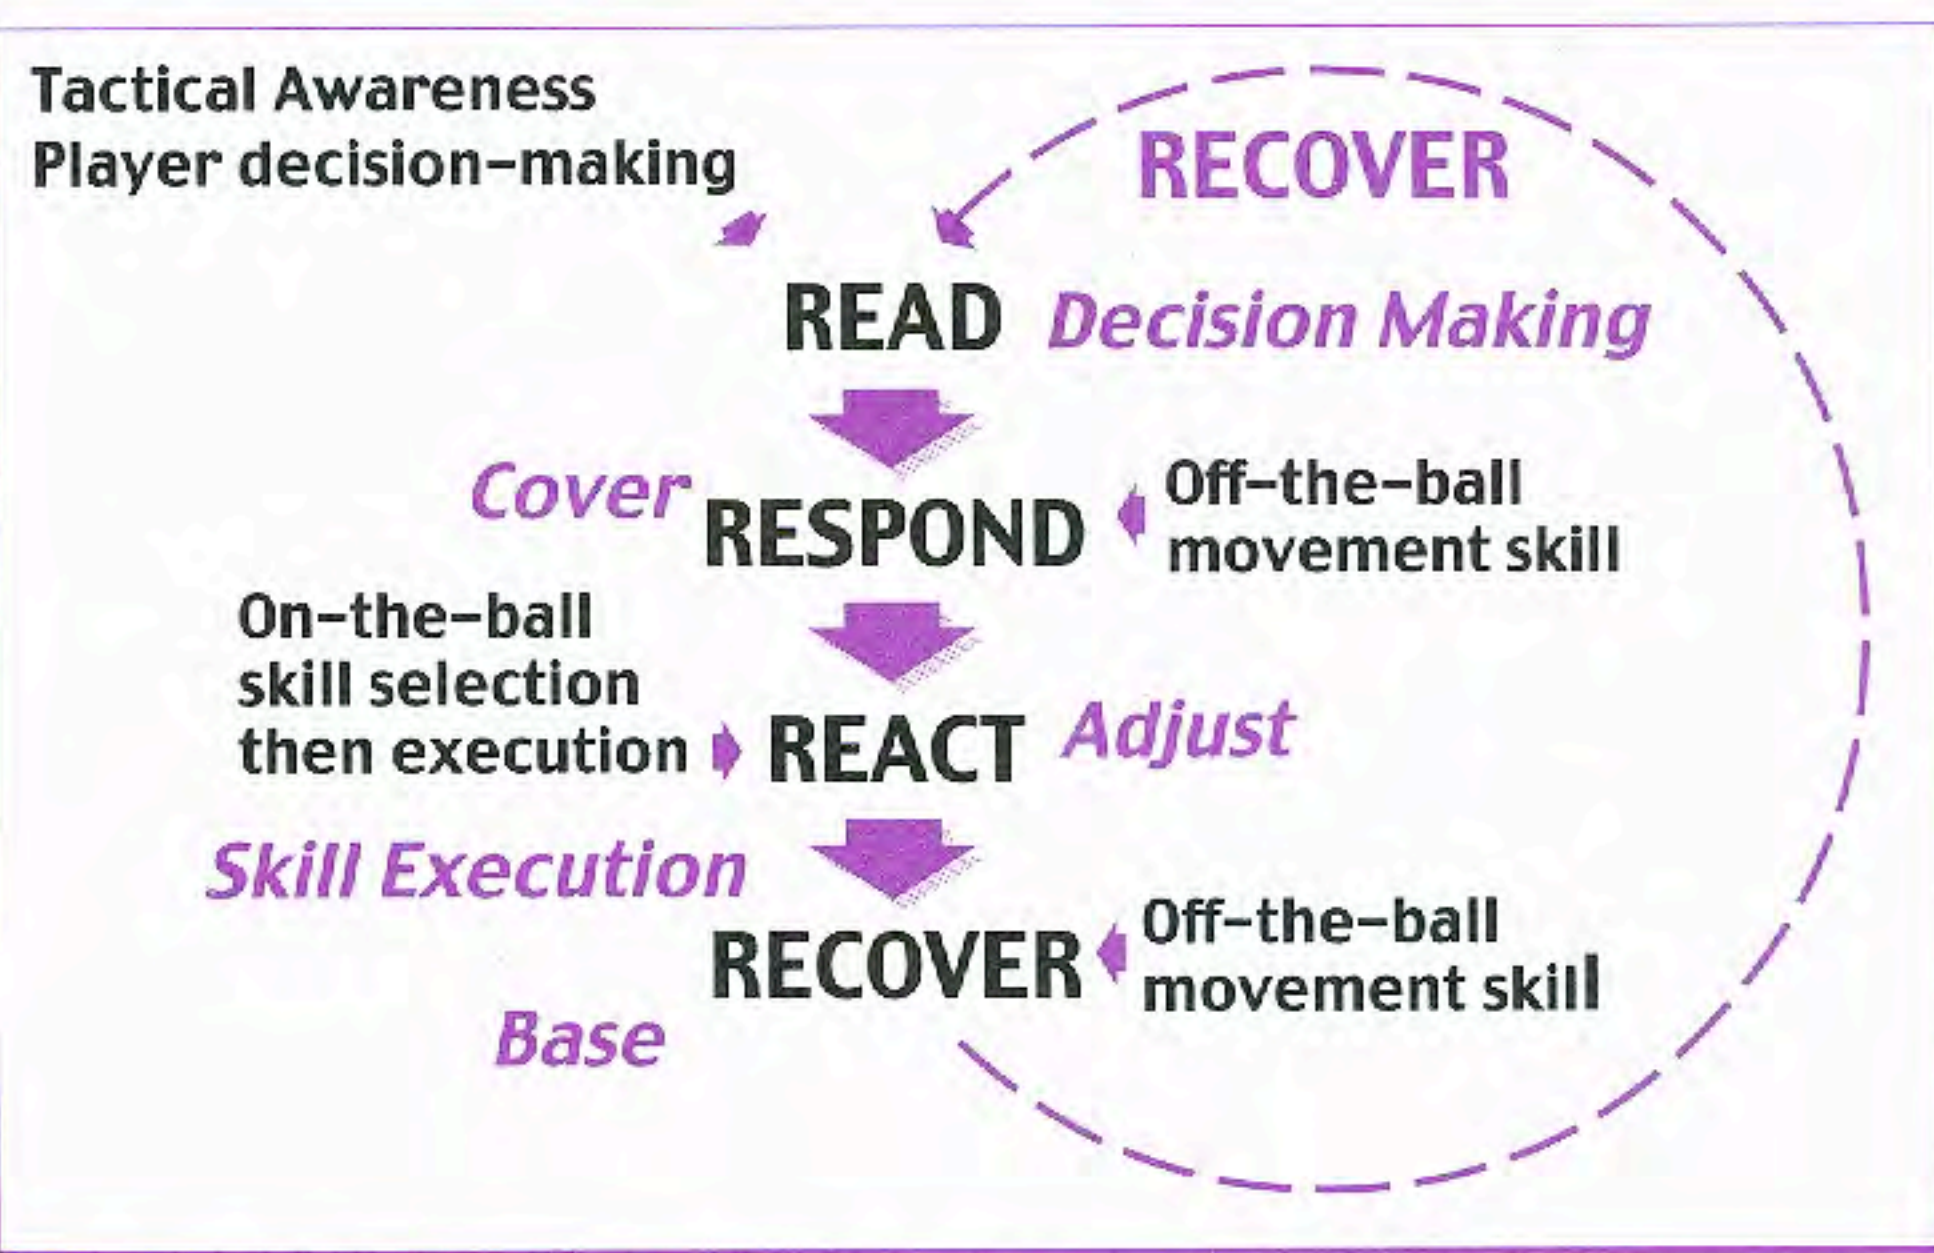 Tactical Awareness
Player decision-making
RECOVER
READ Decision Making
Cover
RESPOND
Off-the-ball
movement skill
On-the-ball
skill selection
then execution
REACT
Adjust
Skill Execution
RECOVER
Off-the-ball
movement skill
Base